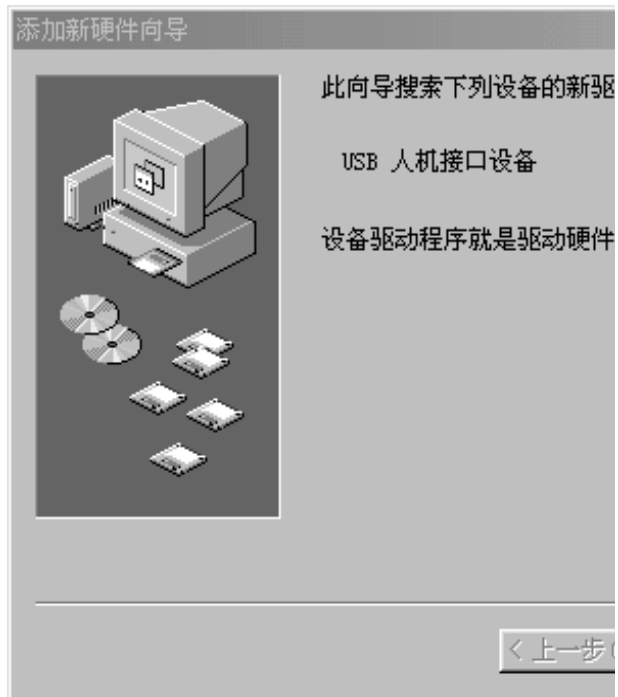 添加新硬件向导
此向导搜索下列设备的新驱
USB 人机接口设备
设备驱动程序就是驱动硬件
< 上一步(